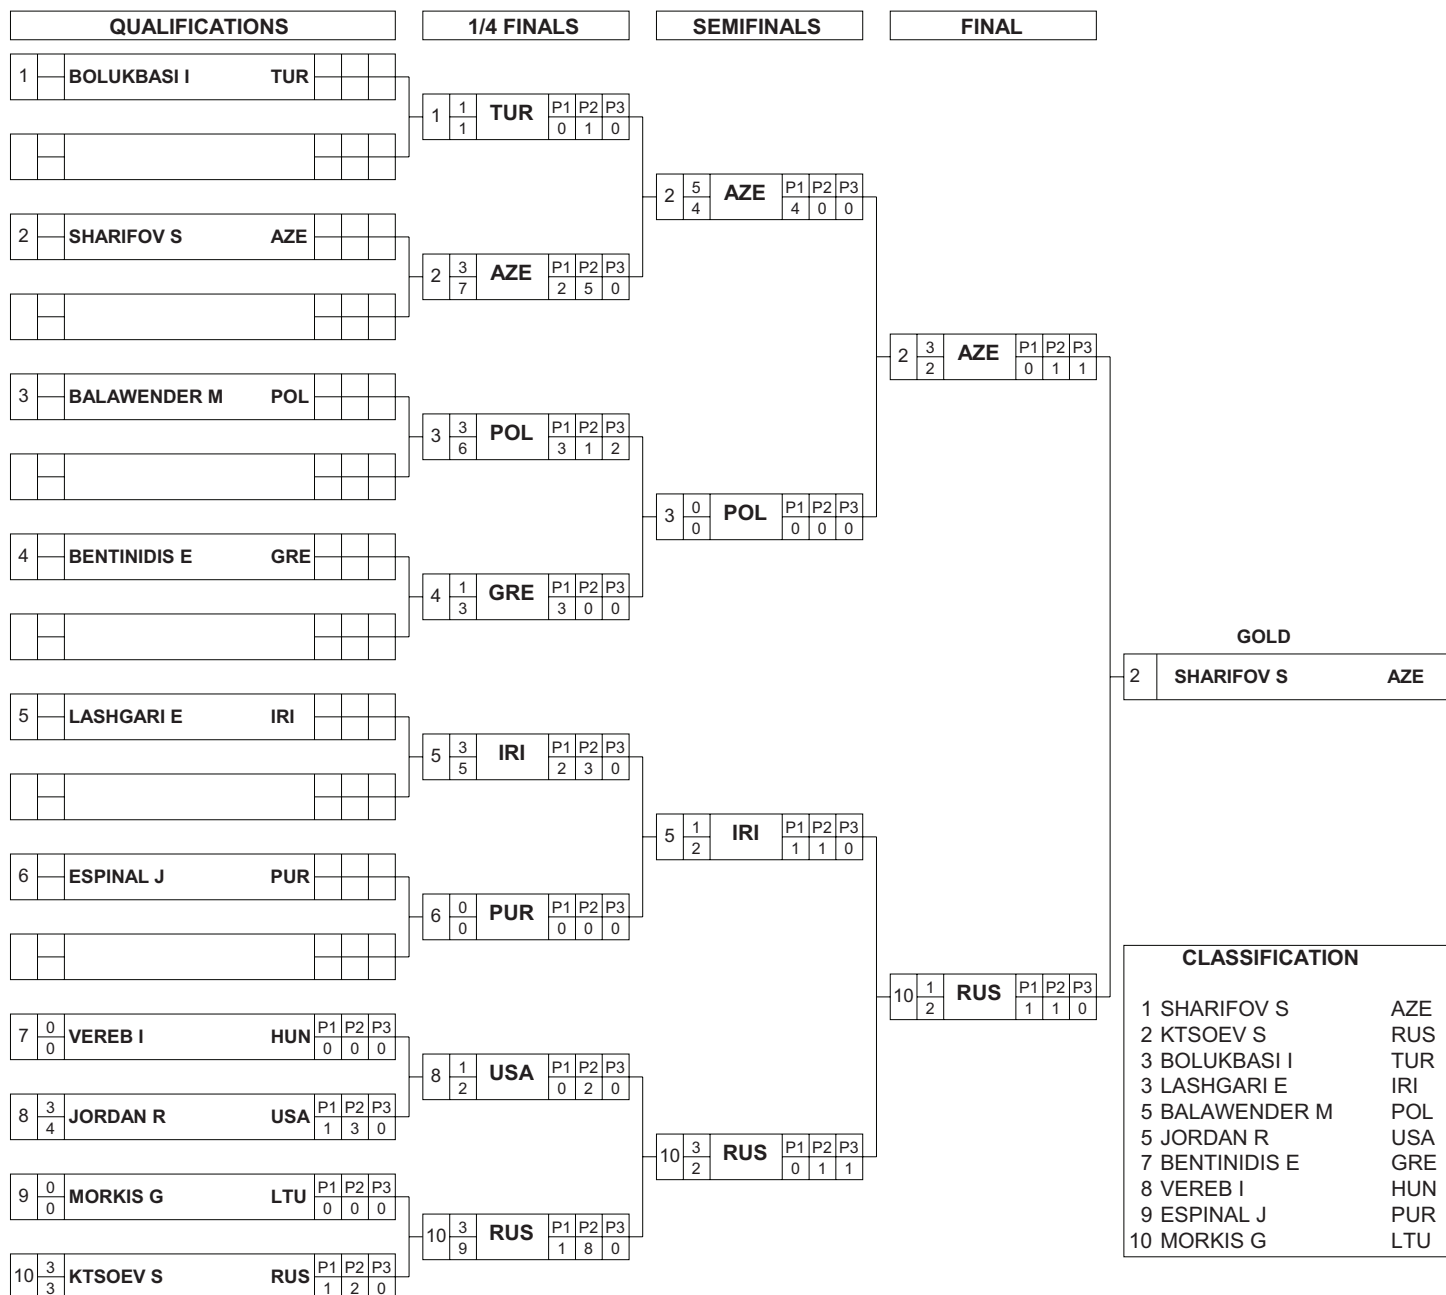 QUALIFICATIONS 1/4 FINALS SEMIFINALS FINAL
1 BOLUKBASI I TUR
1 1 TUR P1 P2 P3
1 0 1 0
2 5 AZE P1 P2 P3
4 4 0 0
2 SHARIFOV S AZE
2 3 AZE P1 P2 P3
7 2 5 0
2 3 AZE P1 P2 P3
2 0 1 1
3 BALAWENDER M POL
3 3 POL P1 P2 P3
6 3 1 2
3 0 POL P1 P2 P3
0 0 0 0
4 BENTINIDIS E GRE
4 1 GRE P1 P2 P3
3 3 0 0
GOLD
2 SHARIFOV S AZE
5 LASHGARI E IRI
5 3 IRI P1 P2 P3
5 2 3 0
5 1 IRI P1 P2 P3
2 1 1 0
6 ESPINAL J PUR
6 0 PUR P1 P2 P3
0 0 0 0
10 1 RUS P1 P2 P3
2 1 1 0
7 0 VEREB I HUN P1 P2 P3
0 0 0 0
8 1 USA P1 P2 P3
2 0 2 0
8 3 JORDAN R USA P1 P2 P3
4 1 3 0
10 3 RUS P1 P2 P3
2 0 1 1
9 0 MORKIS G LTU P1 P2 P3
0 0 0 0
10 3 RUS P1 P2 P3
9 1 8 0
10 3 KTSOEV S RUS P1 P2 P3
3 1 2 0
CLASSIFICATION
1 SHARIFOV S AZE
2 KTSOEV S RUS
3 BOLUKBASI I TUR
3 LASHGARI E IRI
5 BALAWENDER M POL
5 JORDAN R USA
7 BENTINIDIS E GRE
8 VEREB I HUN
9 ESPINAL J PUR
10 MORKIS G LTU